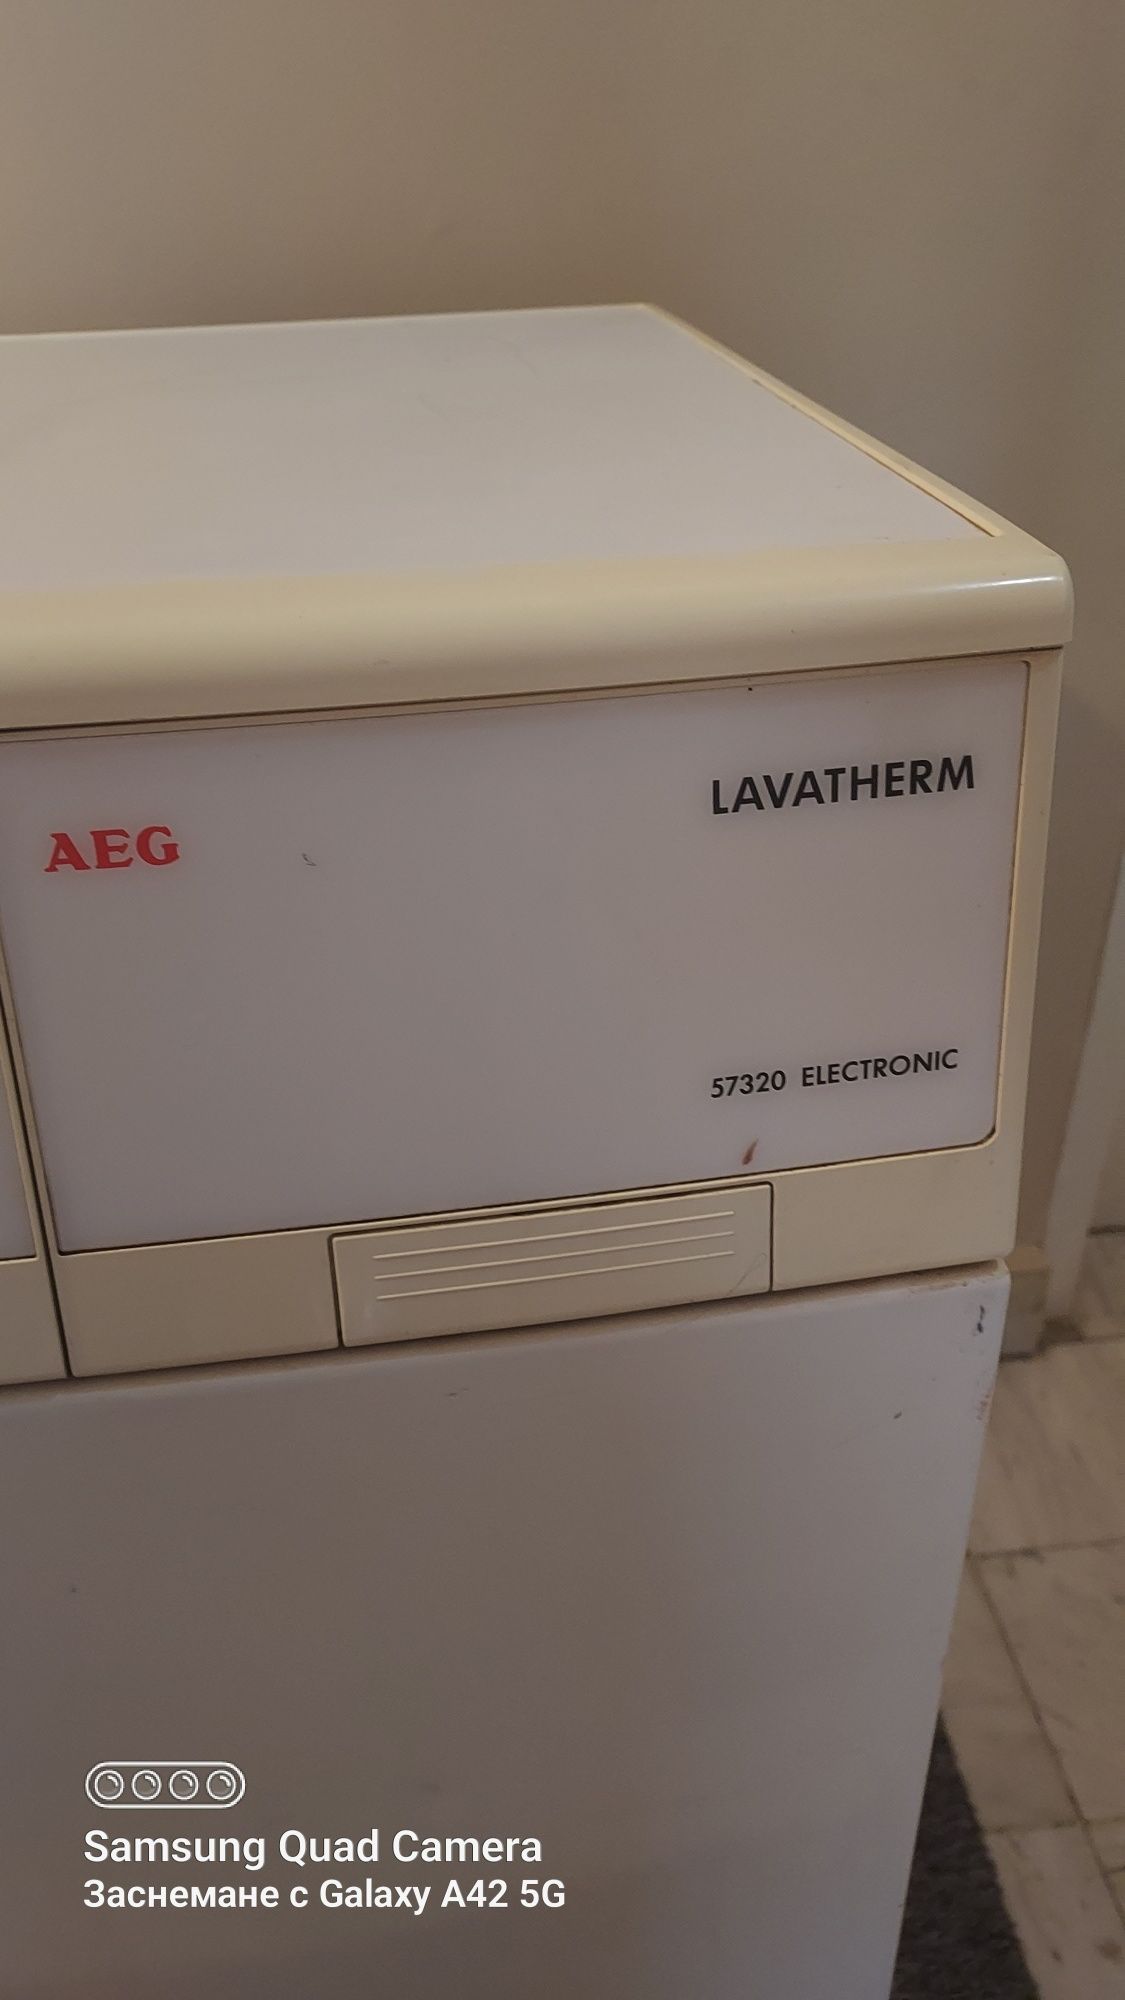 LAVATHERM
AEG
57320 ELECTRONIC
Samsung Quad Camera
Заснемане с Galaxy A42 5G